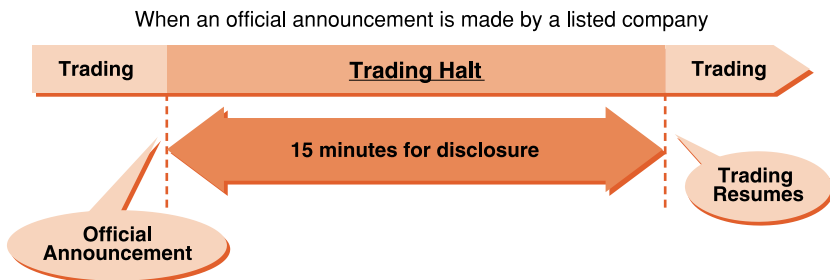 When an official announcement is made by a listed company
Trading
Trading Halt
Trading
15 minutes for disclosure
Official
Announcement
Trading
Resumes